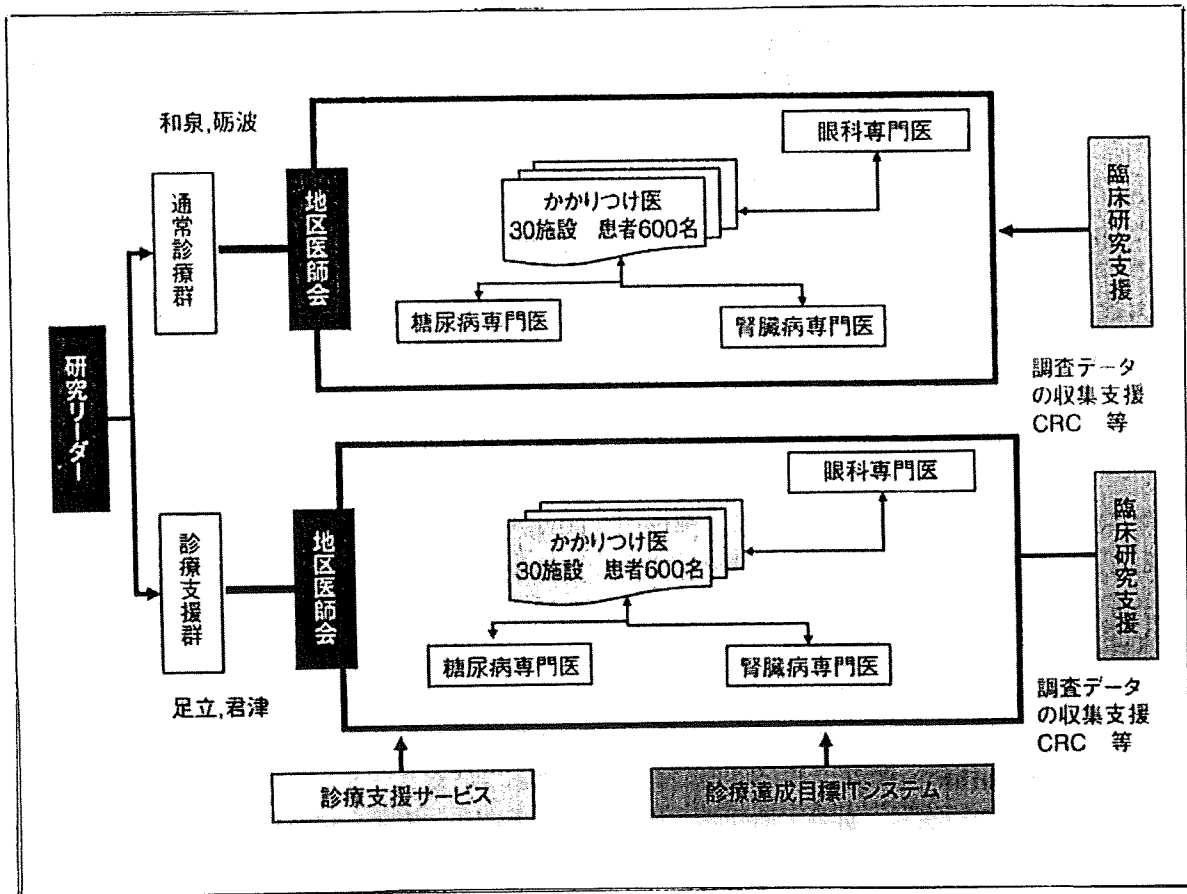 和泉,砺波
通常診療群
地区医師会
眼科専門医
かかりつけ医
30施設 患者600名
糖尿病専門医
腎臓病専門医
臨床研究支援
調査データ
の収集支援
CRC 等
研究リーダー
診療支援群
足立,君津
地区医師会
眼科専門医
かかりつけ医
30施設 患者600名
糖尿病専門医
腎臓病専門医
臨床研究支援
調査データ
の収集支援
CRC 等
診療支援サービス
診療達成目標ITシステム